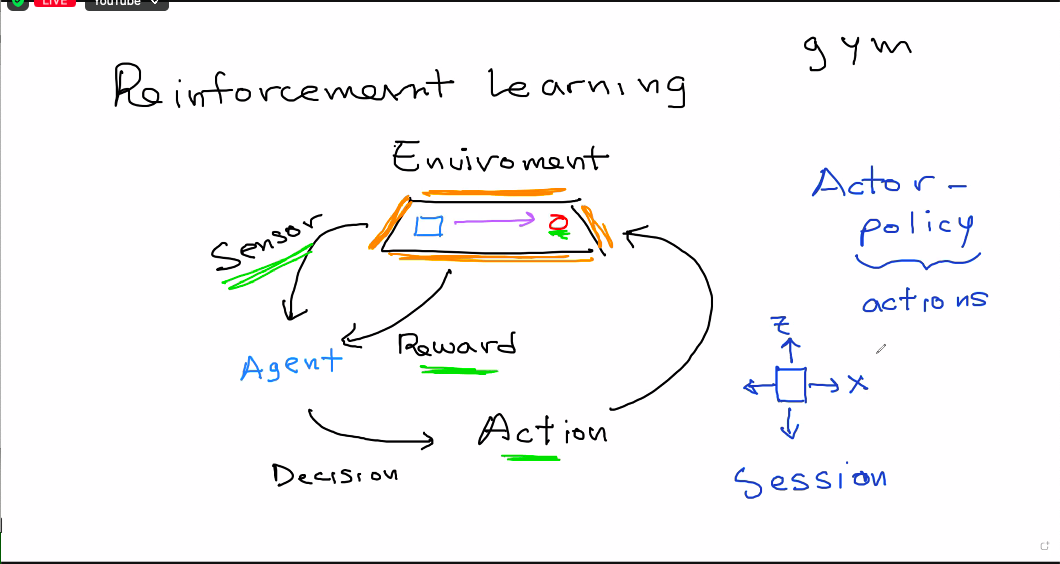 LIVE
YouTube
gym
Reinforcement Learning
Enviroment
Sensor
Reward
Agent
Action
Decision
Actor-
policy
actions
Z
X
Session